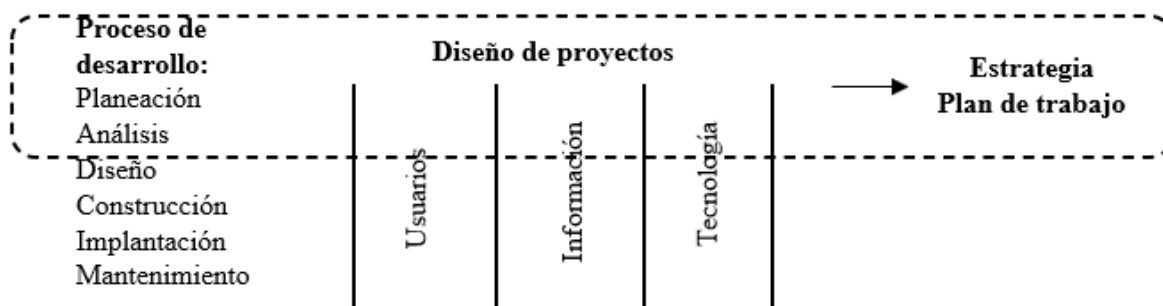 Proceso de
desarrollo:
Planeación
Análisis
Diseño
Construcción
Implantación
Mantenimiento
Diseño de proyectos
Usuarios
Información
Tecnología
Estrategia
Plan de trabajo